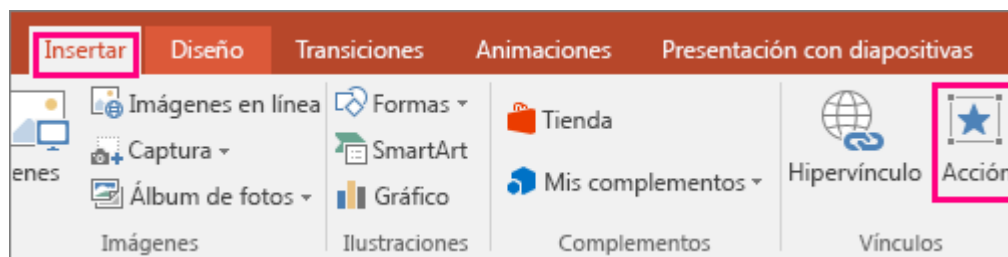 Insertar Diseño Transiciones Animaciones Presentación con diapositivas
Imágenes en línea
Captura
Álbum de fotos
enes
Imágenes
Formas
SmartArt
Gráfico
Ilustraciones
Tienda
Mis complementos
Complementos
Hipervínculo
Acción
Vínculos